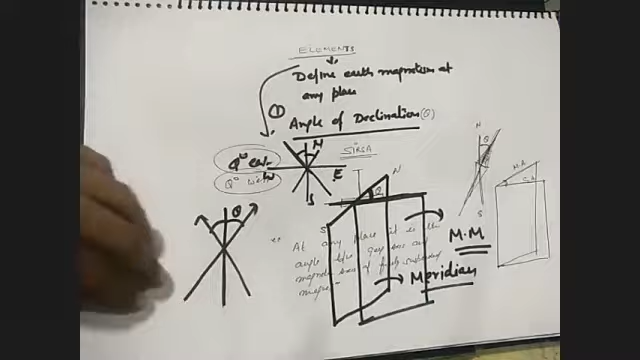 ELEMENTS
Define earth magnetism at
any place
① Angle of Declination (θ)
N
SIRSA
θ° East
θ° West
W
E
S
θ
N
θ
S
N
θ
S
M.A
G.A
At any place it is the
angle b/w geo axis and
magnetic axis of freely
magnet
M.M
Meridian